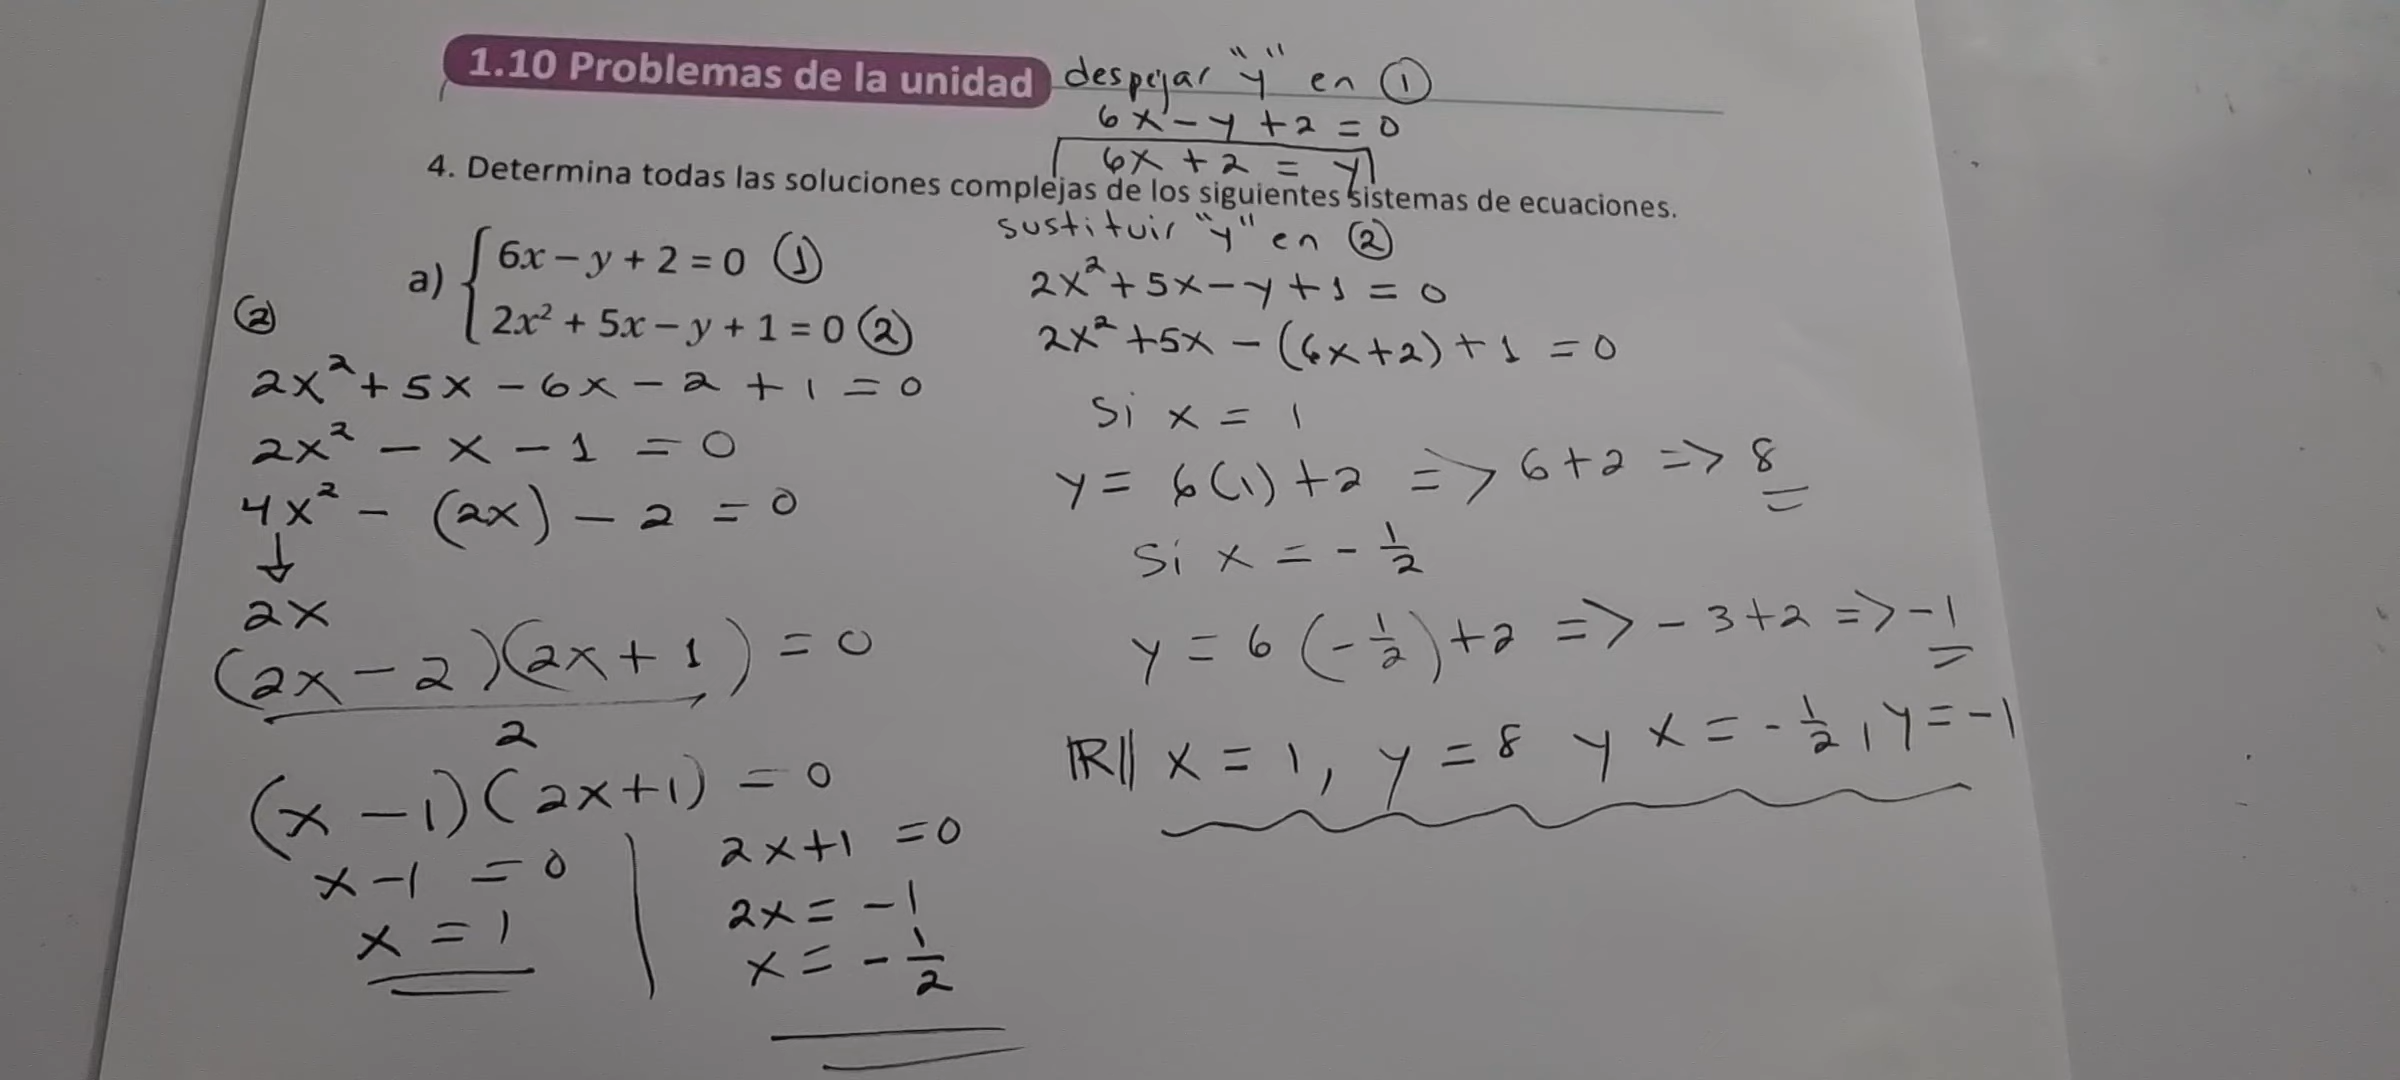 1.10 Problemas de la unidad
despejar "y" en ①
6x - y + 2 = 0
6x + 2 = y
4. Determina todas las soluciones complejas de los siguientes sistemas de ecuaciones.
a) { 6x – y + 2 = 0 ①
2x² + 5x – y + 1 = 0 ②
sustituir "y" en ②
2x² + 5x - y + 1 = 0
2x² + 5x - (6x + 2) + 1 = 0
②
2x² + 5x - 6x - 2 + 1 = 0
2x² - x - 1 = 0
4x² - (2x) - 2 = 0
↓
2x
(2x - 2)(2x + 1) = 0
2
(x - 1)(2x + 1) = 0
x - 1 = 0
x = 1
2x + 1 = 0
2x = -1
x = - 1/2
Si x = 1
y = 6(1) + 2 => 6 + 2 => 8
Si x = - 1/2
y = 6 (- 1/2) + 2 => - 3 + 2 => - 1
R// x = 1, y = 8 y x = - 1/2, y = - 1